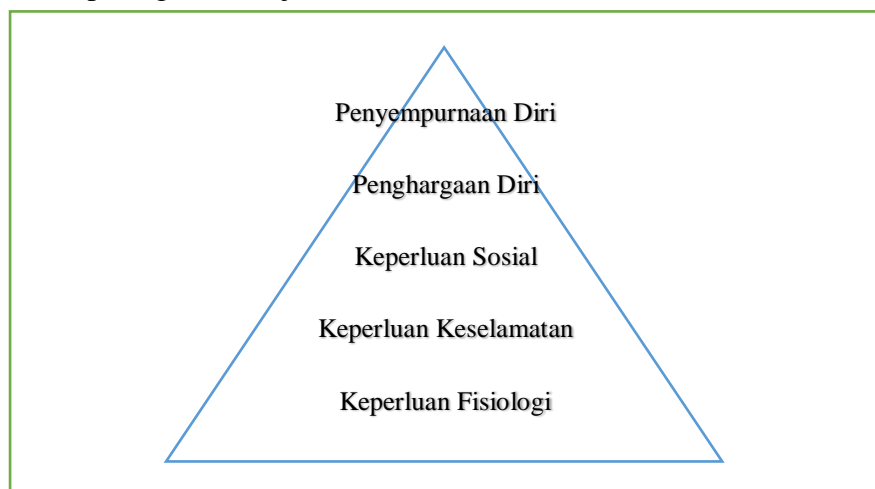 Penyempurnaan Diri
Penghargaan Diri
Keperluan Sosial
Keperluan Keselamatan
Keperluan Fisiologi